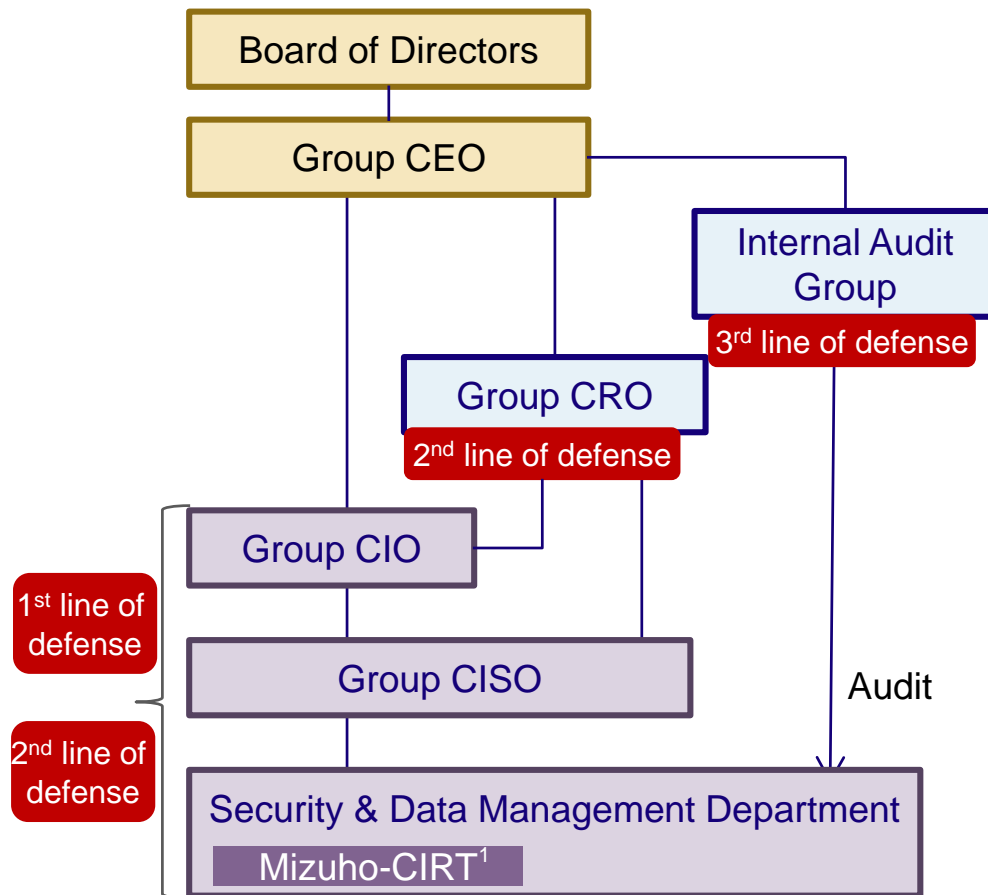 Board of Directors
Group CEO
Internal Audit
Group
3rd line of defense
Group CRO
2nd line of defense
Group CIO
1st line of
defense
Group CISO
Audit
2nd line of
defense
Security & Data Management Department
Mizuho-CIRT1